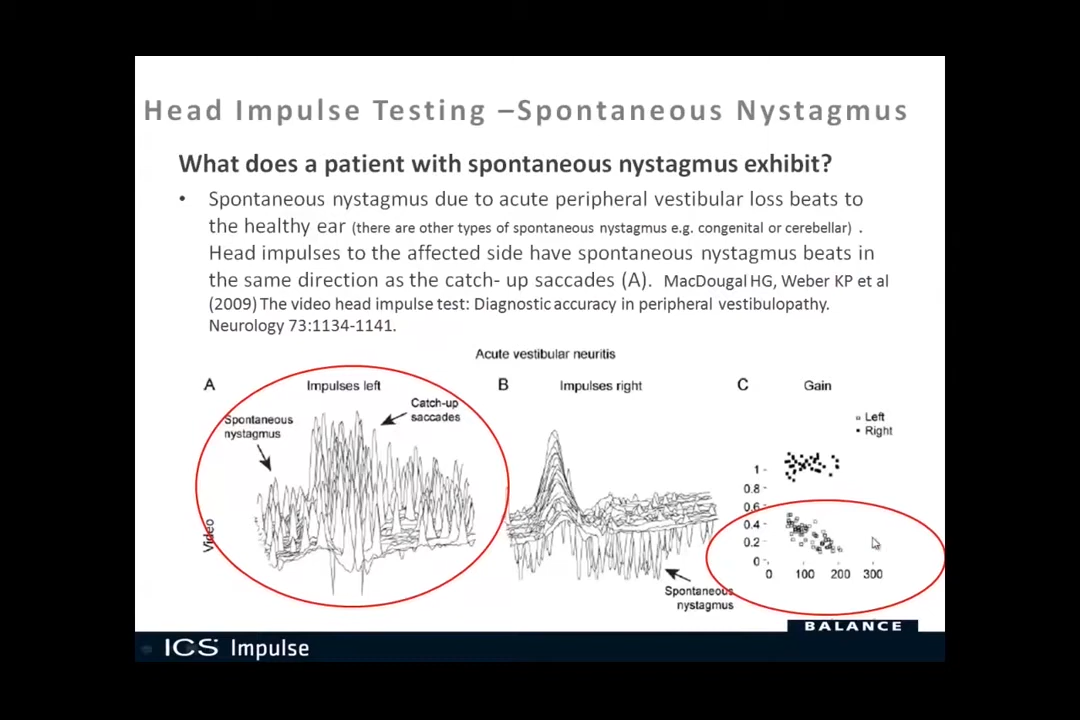 Head Impulse Testing –Spontaneous Nystagmus
What does a patient with spontaneous nystagmus exhibit?
• Spontaneous nystagmus due to acute peripheral vestibular loss beats to
the healthy ear (there are other types of spontaneous nystagmus e.g. congenital or cerebellar) .
Head impulses to the affected side have spontaneous nystagmus beats in
the same direction as the catch- up saccades (A). MacDougal HG, Weber KP et al
(2009) The video head impulse test: Diagnostic accuracy in peripheral vestibulopathy.
Neurology 73:1134-1141.
Acute vestibular neuritis
A
Impulses left
Spontaneous
nystagmus
Catch-up
saccades
Video
B
Impulses right
Spontaneous
nystagmus
C
Gain
Left
Right
1
0.8
0.6
0.4
0.2
0
0 100 200 300
BALANCE
ICS Impulse